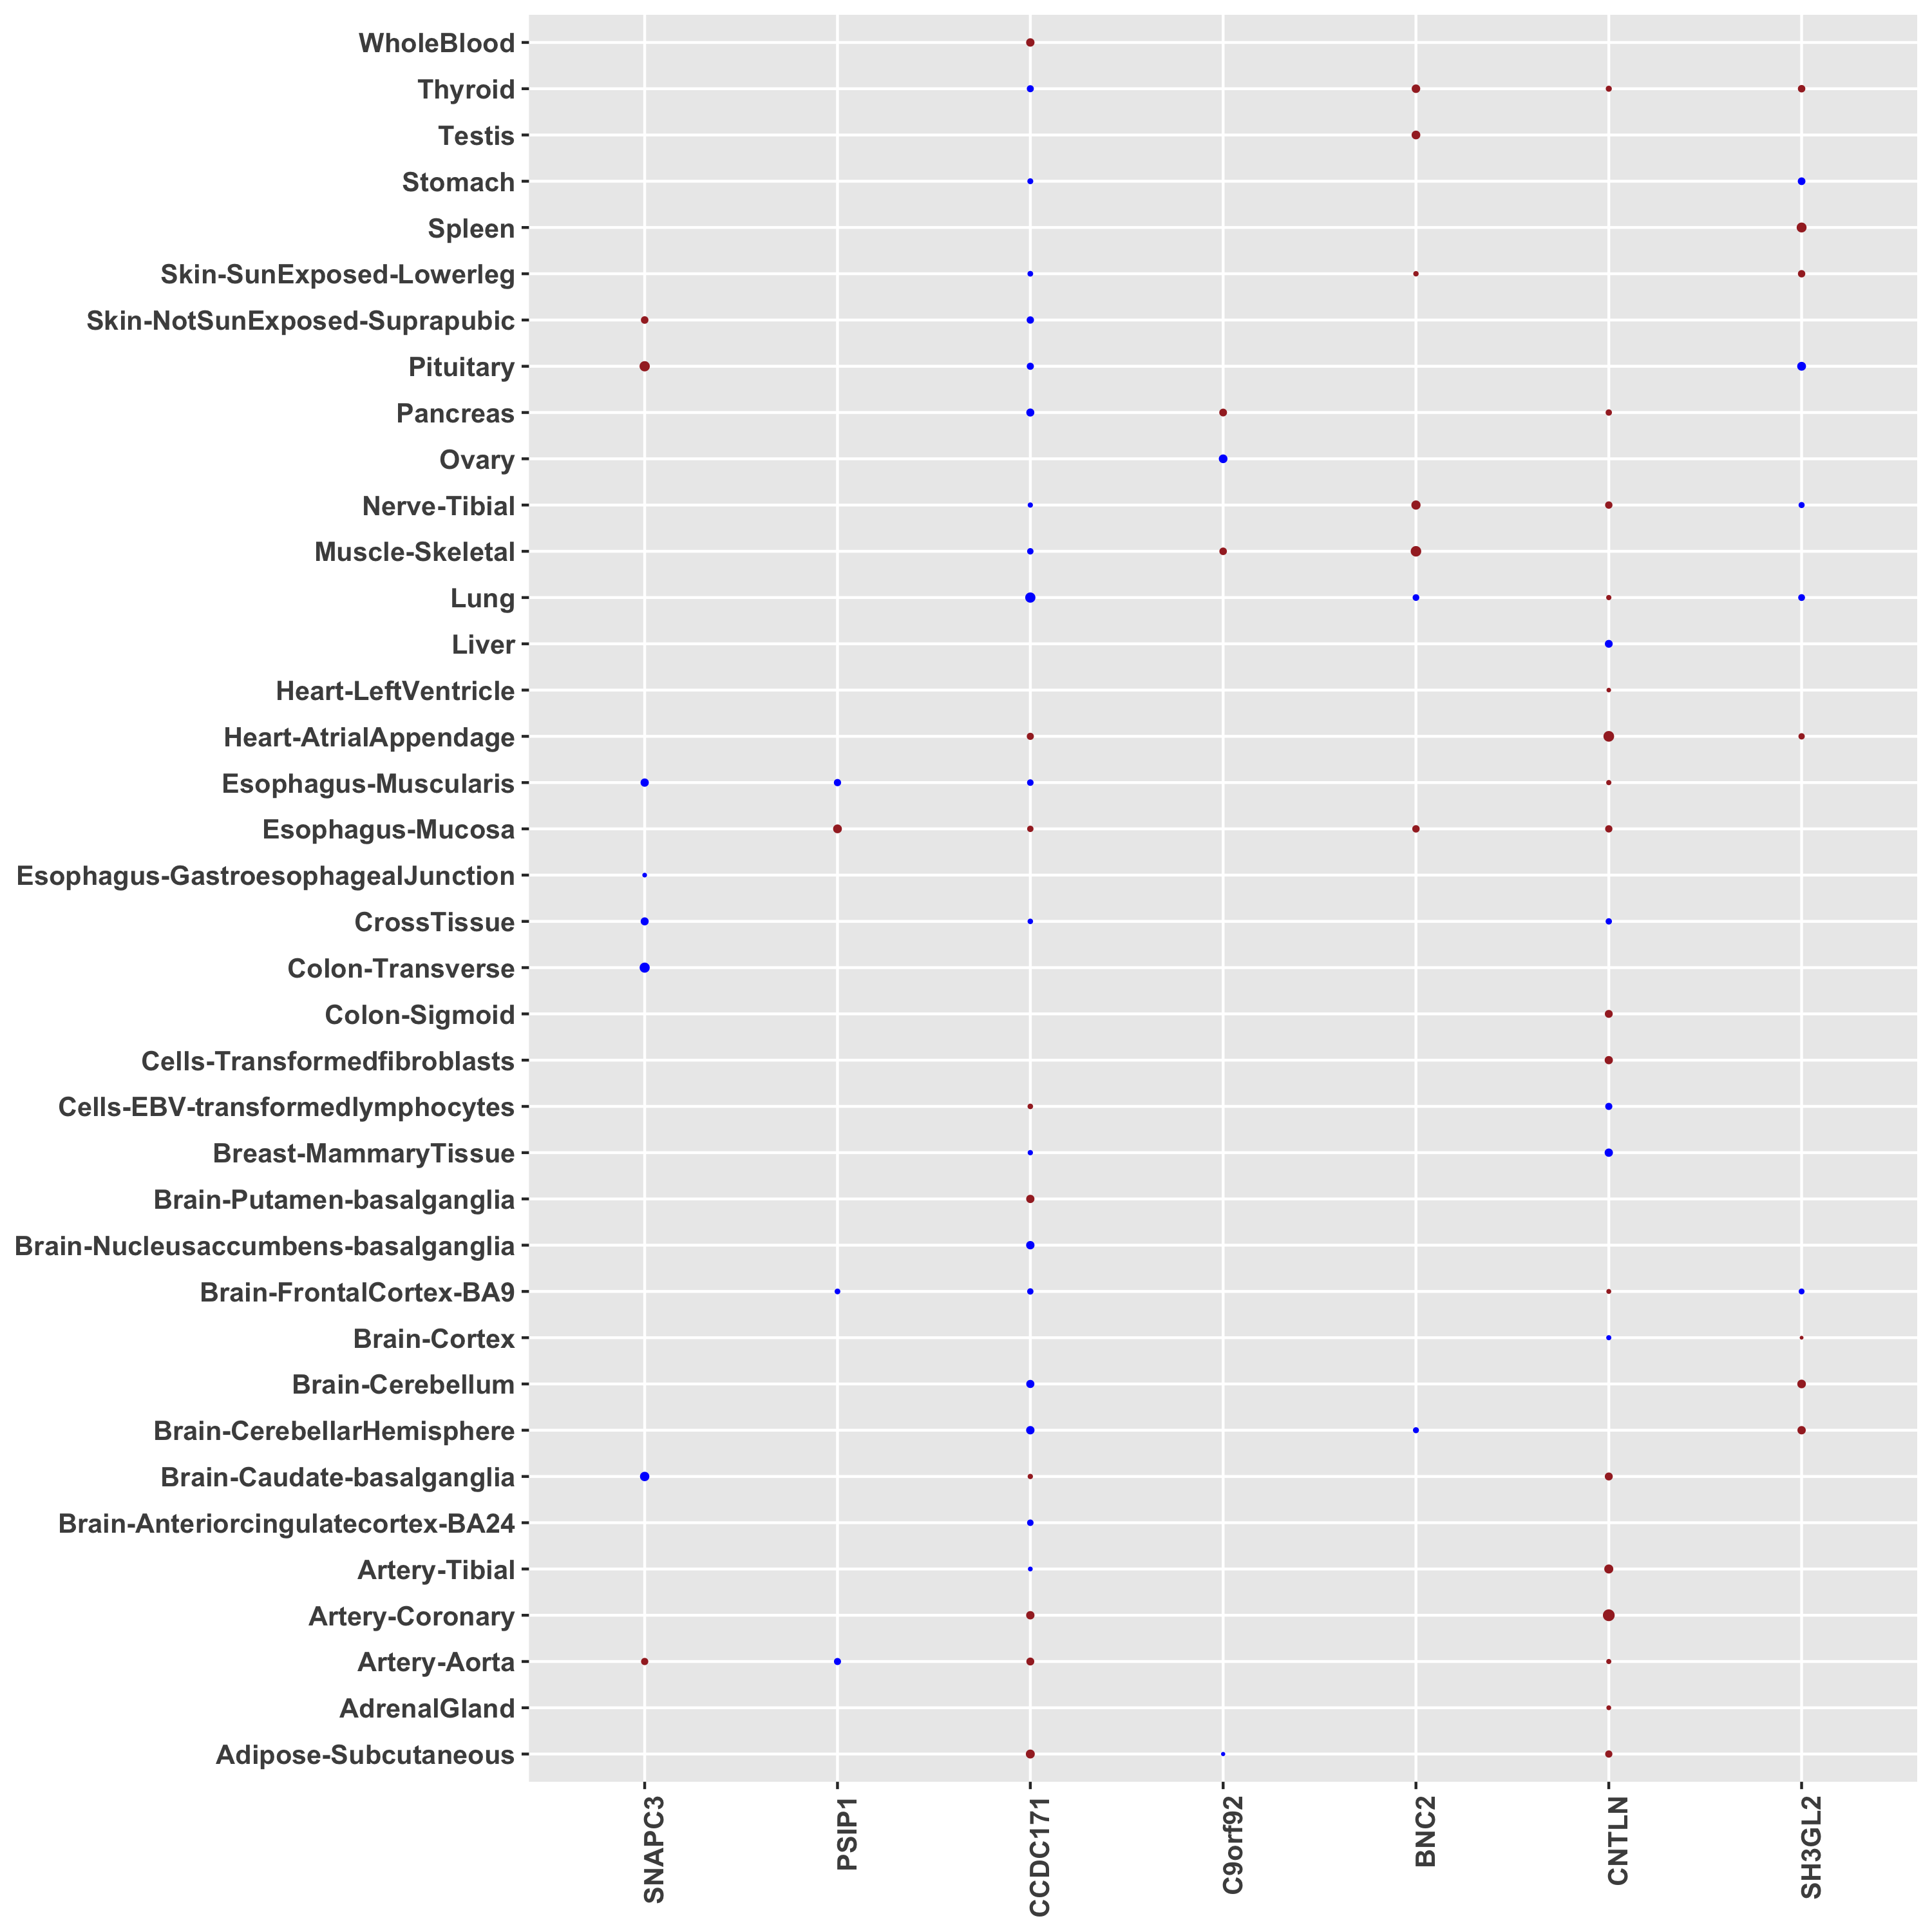 WholeBlood
Thyroid
Testis
Stomach
Spleen
Skin-SunExposed-Lowerleg
Skin-NotSunExposed-Suprapubic
Pituitary
Pancreas
Ovary
Nerve-Tibial
Muscle-Skeletal
Lung
Liver
Heart-LeftVentricle
Heart-AtrialAppendage
Esophagus-Muscularis
Esophagus-Mucosa
Esophagus-GastroesophagealJunction
CrossTissue
Colon-Transverse
Colon-Sigmoid
Cells-Transformedfibroblasts
Cells-EBV-transformedlymphocytes
Breast-MammaryTissue
Brain-Putamen-basalganglia
Brain-Nucleusaccumbens-basalganglia
Brain-FrontalCortex-BA9
Brain-Cortex
Brain-Cerebellum
Brain-CerebellarHemisphere
Brain-Caudate-basalganglia
Brain-Anteriorcingulatecortex-BA24
Artery-Tibial
Artery-Coronary
Artery-Aorta
AdrenalGland
Adipose-Subcutaneous
SNAPC3
PSIP1
CCDC171
C9orf92
BNC2
CNTLN
SH3GL2